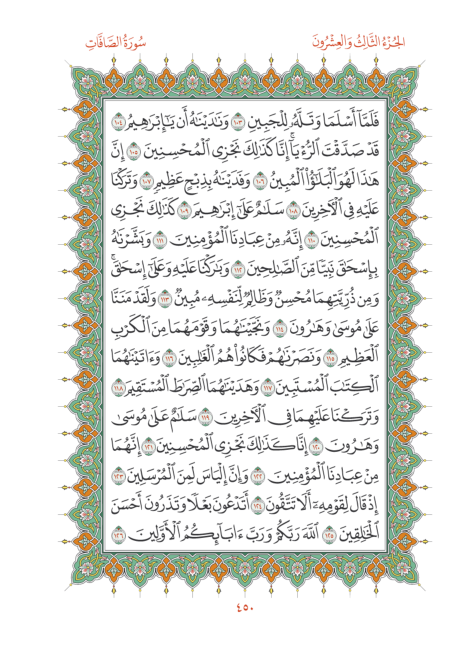 الجُزْءُ الثَّالِثُ وَالعِشْرُونَ
سُورَةُ الصَّافَّاتِ
فَلَمَّآ أَسْلَمَا وَتَلَّهُۥ لِلْجَبِينِ ١٠٣ وَنَٰدَيْنَٰهُ أَن يَٰٓإِبْرَٰهِيمُ ١٠٤
قَدْ صَدَّقْتَ ٱلرُّءْيَآۚ إِنَّا كَذَٰلِكَ نَجْزِى ٱلْمُحْسِنِينَ ١٠٥ إِنَّ
هَٰذَا لَهُوَ ٱلْبَلَٰٓؤُا۟ ٱلْمُبِينُ ١٠٦ وَفَدَيْنَٰهُ بِذِبْحٍ عَظِيمٍ ١٠٧ وَتَرَكْنَا
عَلَيْهِ فِى ٱلْءَاخِرِينَ ١٠٨ سَلَٰمٌ عَلَىٰٓ إِبْرَٰهِيمَ ١٠٩ كَذَٰلِكَ نَجْزِى
ٱلْمُحْسِنِينَ ١١٠ إِنَّهُۥ مِنْ عِبَادِنَا ٱلْمُؤْمِنِينَ ١١١ وَبَشَّرْنَٰهُ
بِإِسْحَٰقَ نَبِيًّا مِّنَ ٱلصَّٰلِحِينَ ١١٢ وَبَٰرَكْنَا عَلَيْهِ وَعَلَىٰٓ إِسْحَٰقَۚ
وَمِن ذُرِّيَّتِهِمَا مُحْسِنٌ وَظَالِمٌ لِّنَفْسِهِۦ مُبِينٌ ١١٣ وَلَقَدْ مَنَنَّا
عَلَىٰ مُوسَىٰ وَهَٰرُونَ ١١٤ وَنَجَّيْنَٰهُمَا وَقَوْمَهُمَا مِنَ ٱلْكَرْبِ
ٱلْعَظِيمِ ١١٥ وَنَصَرْنَٰهُمْ فَكَانُوا۟ هُمُ ٱلْغَٰلِبِينَ ١١٦ وَءَاتَيْنَٰهُمَا
ٱلْكِتَٰبَ ٱلْمُسْتَبِينَ ١١٧ وَهَدَيْنَٰهُمَا ٱلصِّرَٰطَ ٱلْمُسْتَقِيمَ ١١٨
وَتَرَكْنَا عَلَيْهِمَا فِى ٱلْءَاخِرِينَ ١١٩ سَلَٰمٌ عَلَىٰ مُوسَىٰ
وَهَٰرُونَ ١٢٠ إِنَّا كَذَٰلِكَ نَجْزِى ٱلْمُحْسِنِينَ ١٢١ إِنَّهُمَا
مِنْ عِبَادِنَا ٱلْمُؤْمِنِينَ ١٢٢ وَإِنَّ إِلْيَاسَ لَمِنَ ٱلْمُرْسَلِينَ ١٢٣
إِذْ قَالَ لِقَوْمِهِۦٓ أَلَا تَتَّقُونَ ١٢٤ أَتَدْعُونَ بَعْلًا وَتَذَرُونَ أَحْسَنَ
ٱلْخَٰلِقِينَ ١٢٥ ٱللَّهَ رَبَّكُمْ وَرَبَّ ءَابَآئِكُمُ ٱلْأَوَّلِينَ ١٢٦
٤٥٠